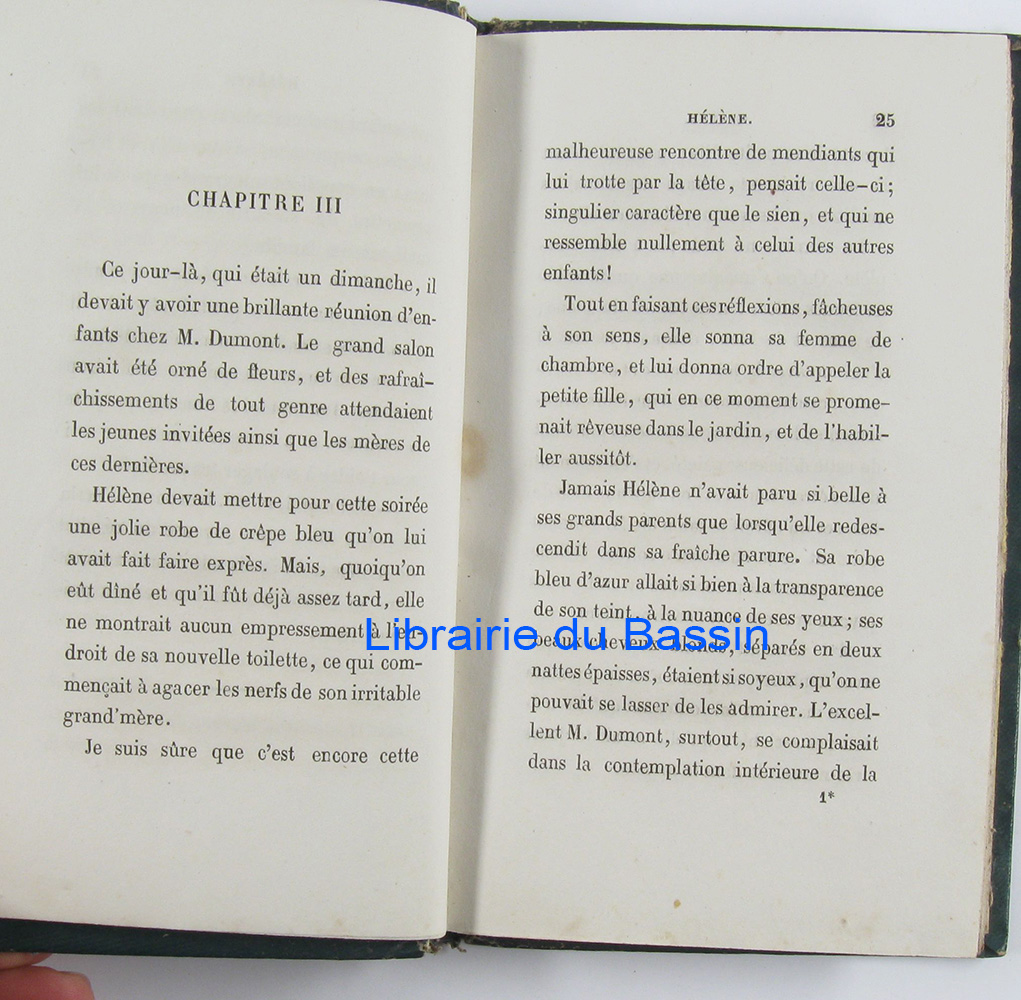 CHAPITRE III
Ce jour-là, qui était un dimanche, il
devait y avoir une brillante réunion d'en-
fants chez M. Dumont. Le grand salon
avait été orné de fleurs, et des rafraî-
chissements de tout genre attendaient
les jeunes invitées ainsi que les mères de
ces dernières.
Hélène devait mettre pour cette soirée
une jolie robe de crêpe bleu qu'on lui
avait fait faire exprès. Mais, quoiqu'on
eût dîné et qu'il fût déjà assez tard, elle
ne montrait aucun empressement à l'en-
droit de sa nouvelle toilette, ce qui com-
mençait à agacer les nerfs de son irritable
grand'mère.
Je suis sûre que c'est encore cette
HÉLÈNE. 25
malheureuse rencontre de mendiants qui
lui trotte par la tête, pensait celle-ci;
singulier caractère que le sien, et qui ne
ressemble nullement à celui des autres
enfants!
Tout en faisant ces réflexions, fâcheuses
à son sens, elle sonna sa femme de
chambre, et lui donna ordre d'appeler la
petite fille, qui en ce moment se prome-
nait rêveuse dans le jardin, et de l'habil-
ler aussitôt.
Jamais Hélène n'avait paru si belle à
ses grands parents que lorsqu'elle redes-
cendit dans sa fraîche parure. Sa robe
bleu d'azur allait si bien à la transparence
de son teint, à la nuance de ses yeux; ses
beaux cheveux blonds, séparés en deux
nattes épaisses, étaient si soyeux, qu'on ne
pouvait se lasser de les admirer. L'excel-
lent M. Dumont, surtout, se complaisait
dans la contemplation intérieure de la
1*
Librairie du Bassin